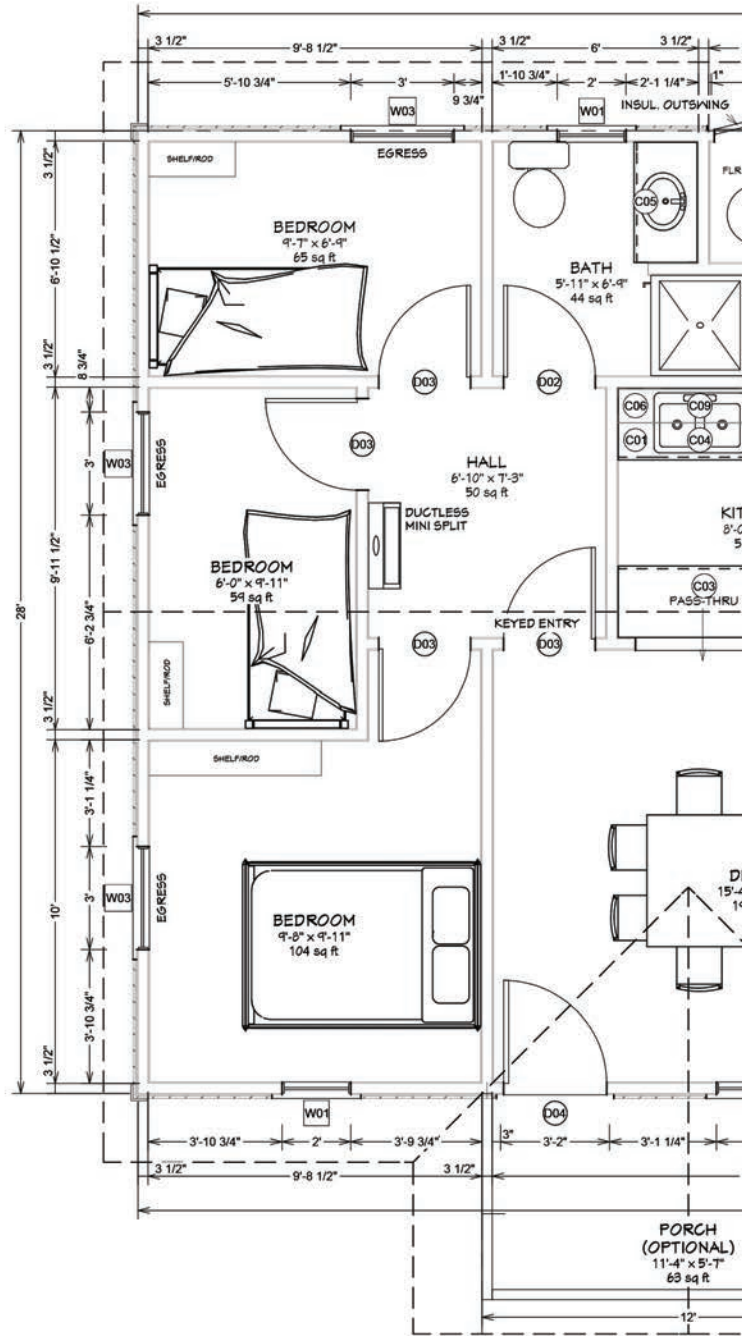 3 1/2"
9'-8 1/2"
3 1/2"
6'
3 1/2"
5'-10 3/4"
3'
9 3/4"
1'-10 3/4"
2'
2'-1 1/4"
1"
W03
W01
INSUL. OUTSWING
EGRESS
SHELF/ROD
FLR
C05
3 1/2"
6'-10 1/2"
3 1/2"
8 3/4"
BEDROOM
9'-7" x 6'-9"
65 sq ft
BATH
5'-11" x 6'-9"
44 sq ft
D03
D02
C06
C09
C01
C04
D03
W03
EGRESS
3'
HALL
6'-10" x 7'-3"
50 sq ft
DUCTLESS
MINI SPLIT
KIT
8'-0
5
28'
9'-11 1/2"
6'-2 3/4"
3 1/2"
BEDROOM
6'-0" x 9'-11"
59 sq ft
C03
PASS-THRU
KEYED ENTRY
D03
D03
SHELF/ROD
SHELF/ROD
3'-1 1/4"
10'
3'
W03
EGRESS
3'-10 3/4"
3 1/2"
BEDROOM
9'-8" x 9'-11"
104 sq ft
DI
15'-4
19
W01
D04
3'-10 3/4"
2'
3'-9 3/4"
3"
3'-2"
3'-1 1/4"
3 1/2"
9'-8 1/2"
3 1/2"
PORCH
(OPTIONAL)
11'-4" x 5'-7"
63 sq ft
12'